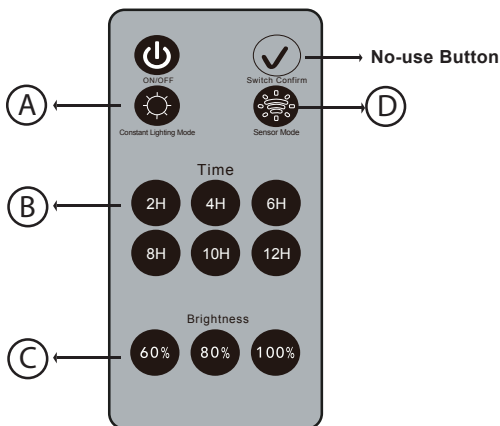 No-use Button
ON/OFF
Switch Confirm
A
D
Constant Lighting Mode
Sensor Mode
Time
B
2H 4H 6H
8H 10H 12H
Brightness
C
60% 80% 100%